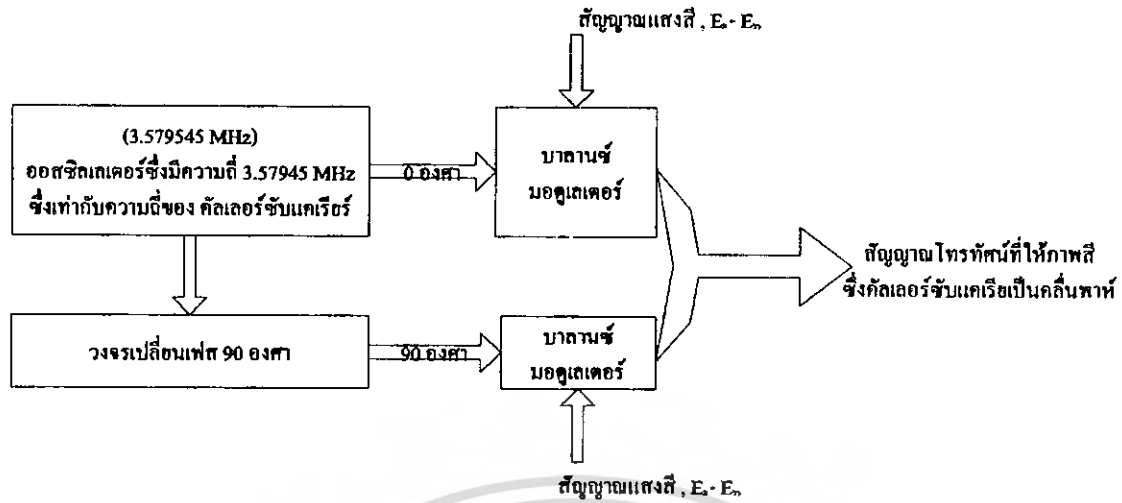 สัญญาณแสงสี , E
(3.579545 MHz)
ออสซิลเลเตอร์ซึ่งมีความถี่ 3.57945 MHz
ซึ่งเท่ากับความถี่ของ คัลเลอร์ซับแคเรียร์
0 องศา
บาลานซ์
มอดูเลเตอร์
สัญญาณโทรทัศน์ที่ให้ภาพสี
ซึ่งคัลเลอร์ซับแคเรียเป็นคลื่นพาห์
วงจรเปลี่ยนเฟส 90 องศา
90 องศา
บาลานซ์
มอดูเลเตอร์
สัญญาณแสงสี , E